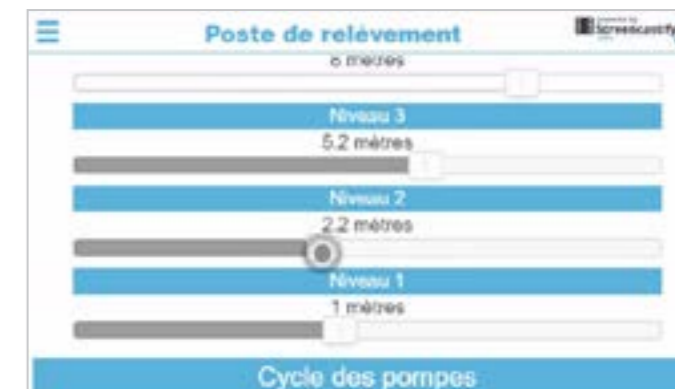 Poste de relèvement
Screencastify
mètres
Niveau 3
5.2 mètres
Niveau 2
2.2 mètres
Niveau 1
1 mètres
Cycle des pompes